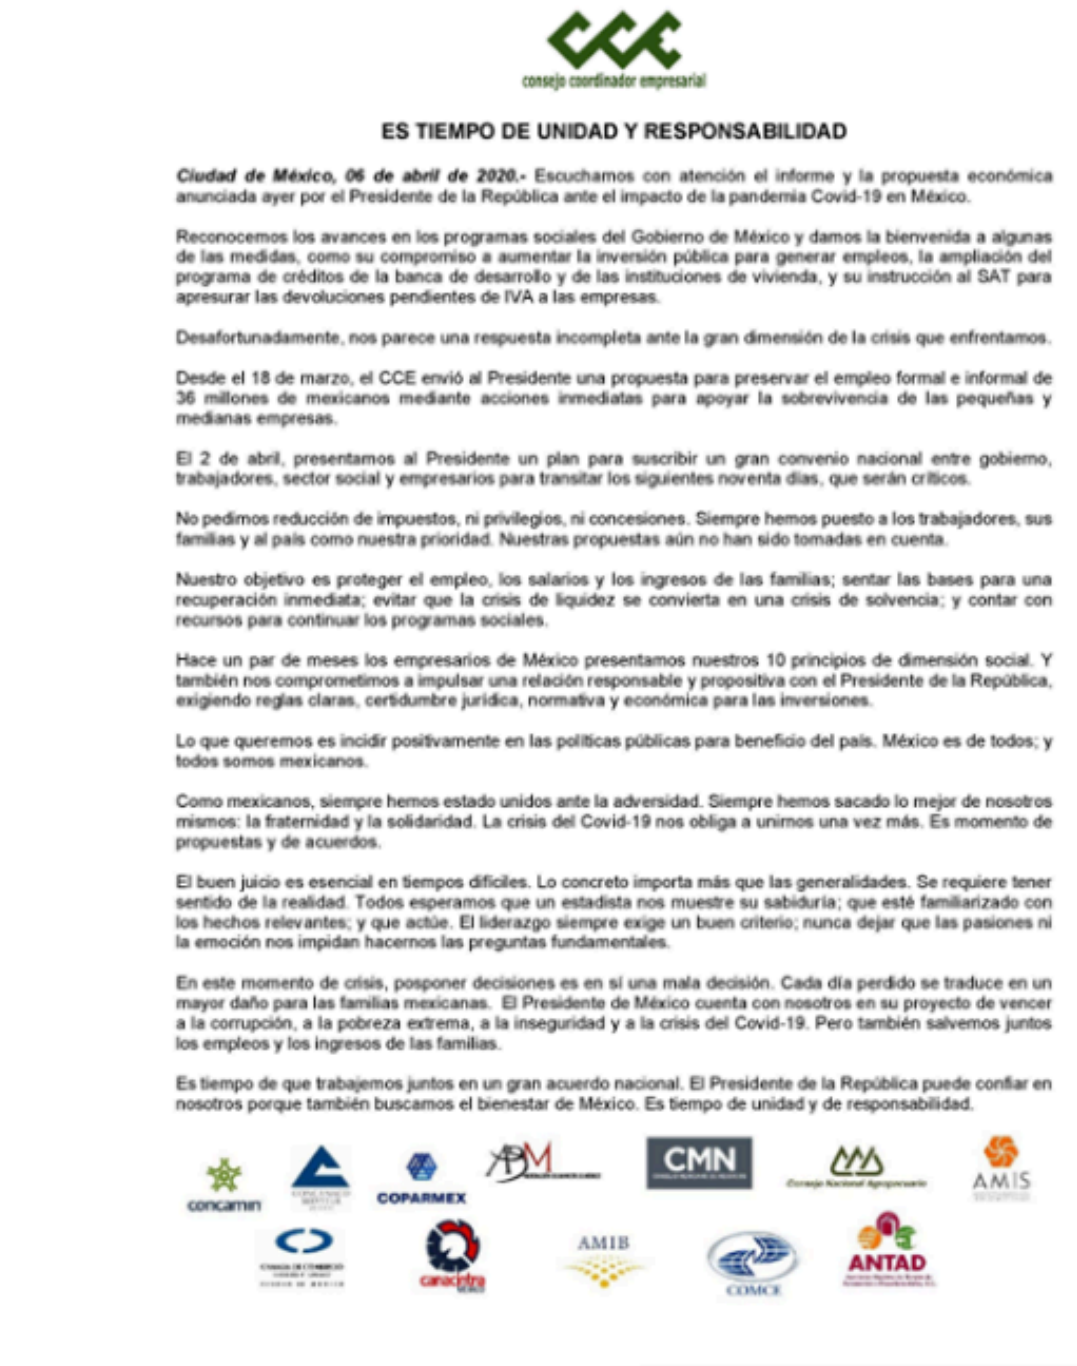 CCE
consejo coordinador empresarial
ES TIEMPO DE UNIDAD Y RESPONSABILIDAD
Ciudad de México, 06 de abril de 2020.- Escuchamos con atención el informe y la propuesta económica
anunciada ayer por el Presidente de la República ante el impacto de la pandemia Covid-19 en México.
Reconocemos los avances en los programas sociales del Gobierno de México y damos la bienvenida a algunas
de las medidas, como su compromiso a aumentar la inversión pública para generar empleos, la ampliación del
programa de créditos de la banca de desarrollo y de las instituciones de vivienda, y su instrucción al SAT para
apresurar las devoluciones pendientes de IVA a las empresas.
Desafortunadamente, nos parece una respuesta incompleta ante la gran dimensión de la crisis que enfrentamos.
Desde el 18 de marzo, el CCE envió al Presidente una propuesta para preservar el empleo formal e informal de
36 millones de mexicanos mediante acciones inmediatas para apoyar la sobrevivencia de las pequeñas y
medianas empresas.
El 2 de abril, presentamos al Presidente un plan para suscribir un gran convenio nacional entre gobierno,
trabajadores, sector social y empresarios para transitar los siguientes noventa días, que serán críticos.
No pedimos reducción de impuestos, ni privilegios, ni concesiones. Siempre hemos puesto a los trabajadores, sus
familias y al país como nuestra prioridad. Nuestras propuestas aún no han sido tomadas en cuenta.
Nuestro objetivo es proteger el empleo, los salarios y los ingresos de las familias; sentar las bases para una
recuperación inmediata; evitar que la crisis de liquidez se convierta en una crisis de solvencia; y contar con
recursos para continuar los programas sociales.
Hace un par de meses los empresarios de México presentamos nuestros 10 principios de dimensión social. Y
también nos comprometimos a impulsar una relación responsable y propositiva con el Presidente de la República,
exigiendo reglas claras, certidumbre jurídica, normativa y económica para las inversiones.
Lo que queremos es incidir positivamente en las políticas públicas para beneficio del país. México es de todos; y
todos somos mexicanos.
Como mexicanos, siempre hemos estado unidos ante la adversidad. Siempre hemos sacado lo mejor de nosotros
mismos: la fraternidad y la solidaridad. La crisis del Covid-19 nos obliga a unirnos una vez más. Es momento de
propuestas y de acuerdos.
El buen juicio es esencial en tiempos difíciles. Lo concreto importa más que las generalidades. Se requiere tener
sentido de la realidad. Todos esperamos que un estadista nos muestre su sabiduría; que esté familiarizado con
los hechos relevantes; y que actúe. El liderazgo siempre exige un buen criterio; nunca dejar que las pasiones ni
la emoción nos impidan hacernos las preguntas fundamentales.
En este momento de crisis, posponer decisiones es en sí una mala decisión. Cada día perdido se traduce en un
mayor daño para las familias mexicanas. El Presidente de México cuenta con nosotros en su proyecto de vencer
a la corrupción, a la pobreza extrema, a la inseguridad y a la crisis del Covid-19. Pero también salvemos juntos
los empleos y los ingresos de las familias.
Es tiempo de que trabajemos juntos en un gran acuerdo nacional. El Presidente de la República puede confiar en
nosotros porque también buscamos el bienestar de México. Es tiempo de unidad y de responsabilidad.
concamin
COPARMEX
ABM
CMN
Consejo Nacional Agropecuario
AMIS
CAMARA DE COMERCIO
canacintra
AMIB
COMCE
ANTAD